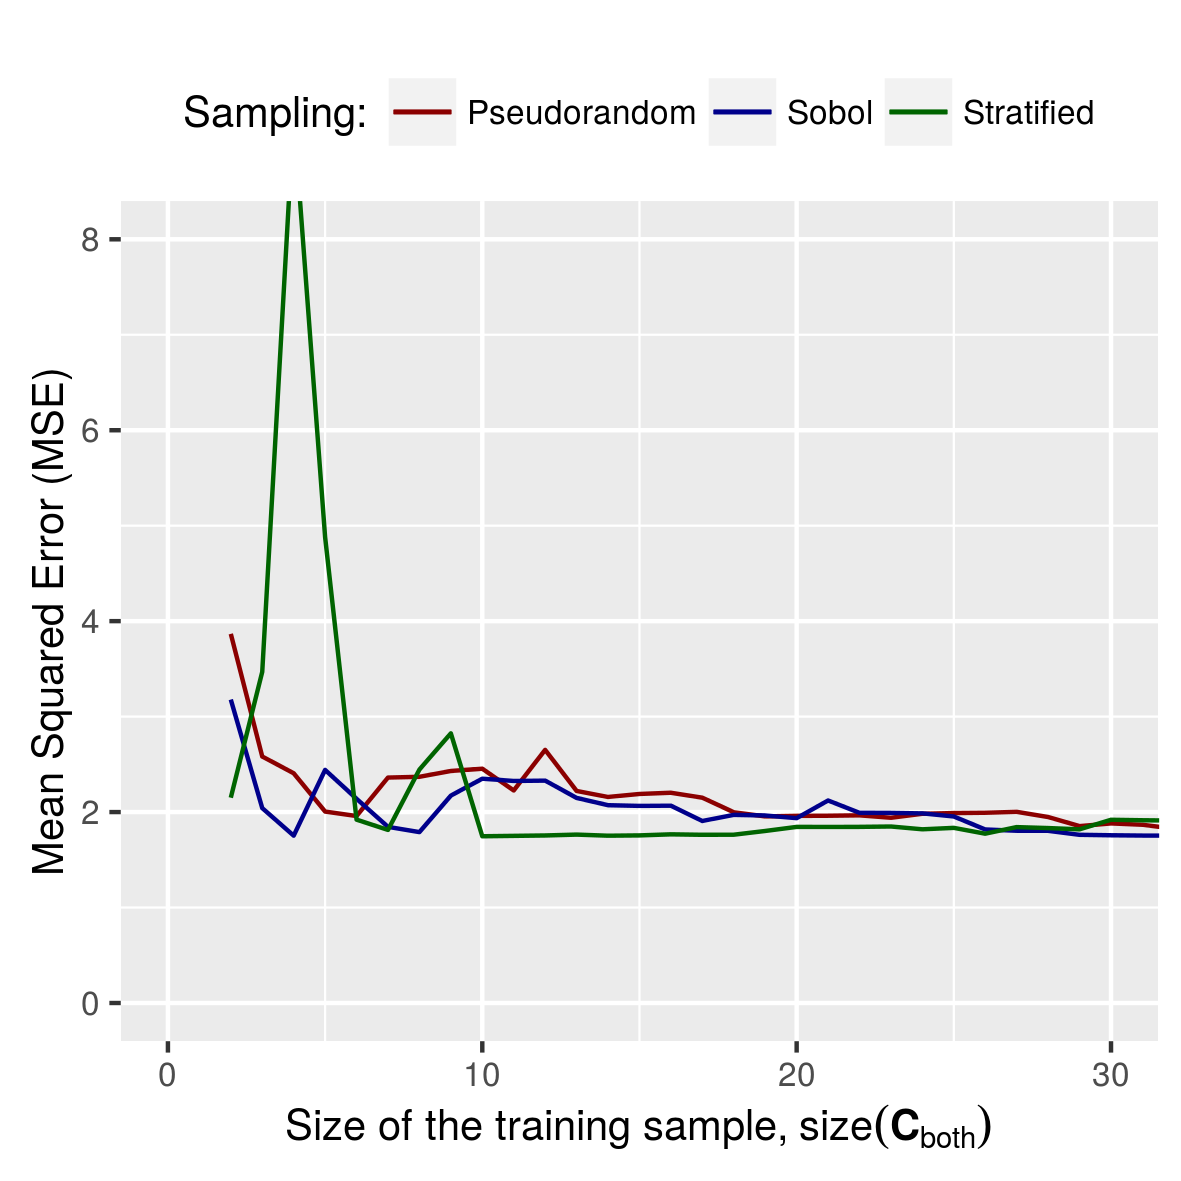 Sampling: Pseudorandom Sobol Stratified
8
6
4
2
0
Mean Squared Error (MSE)
0 10 20 30
Size of the training sample, size(C_both)